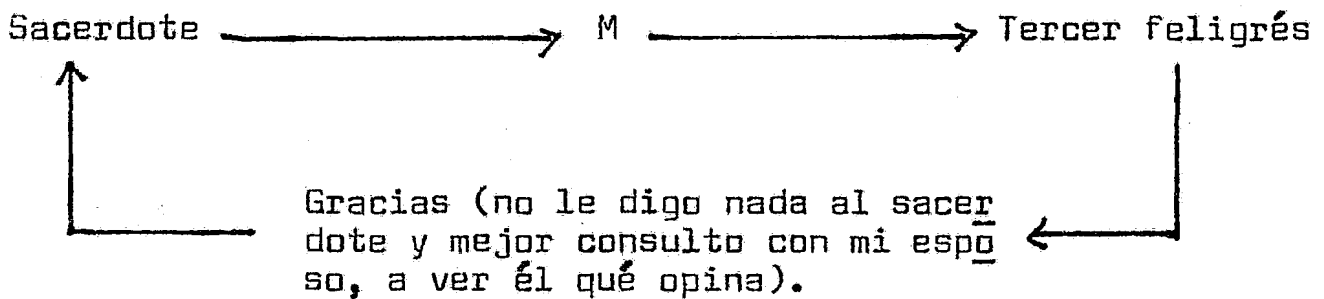 Sacerdote M Tercer feligrés
Gracias (no le digo nada al sacer
dote y mejor consulto con mi espo
so, a ver él qué opina).